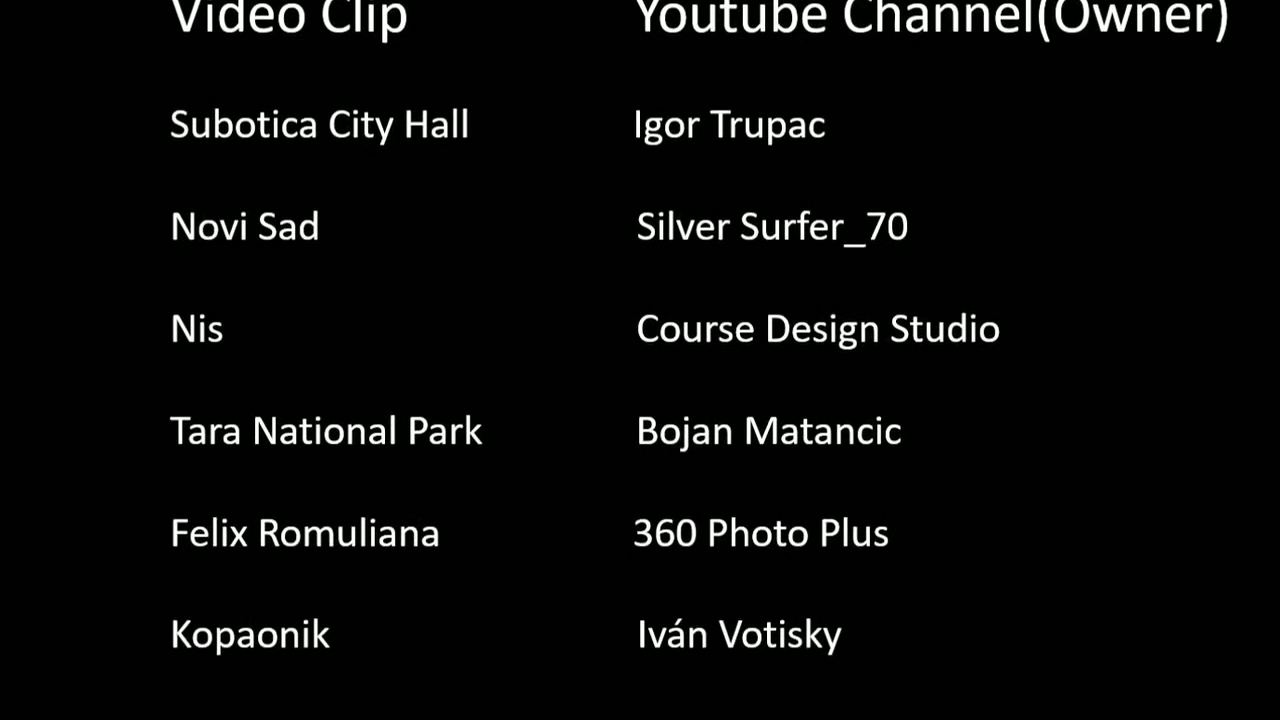 Video Clip Youtube Channel(Owner)
Subotica City Hall Igor Trupac
Novi Sad Silver Surfer_70
Nis Course Design Studio
Tara National Park Bojan Matancic
Felix Romuliana 360 Photo Plus
Kopaonik Iván Votisky